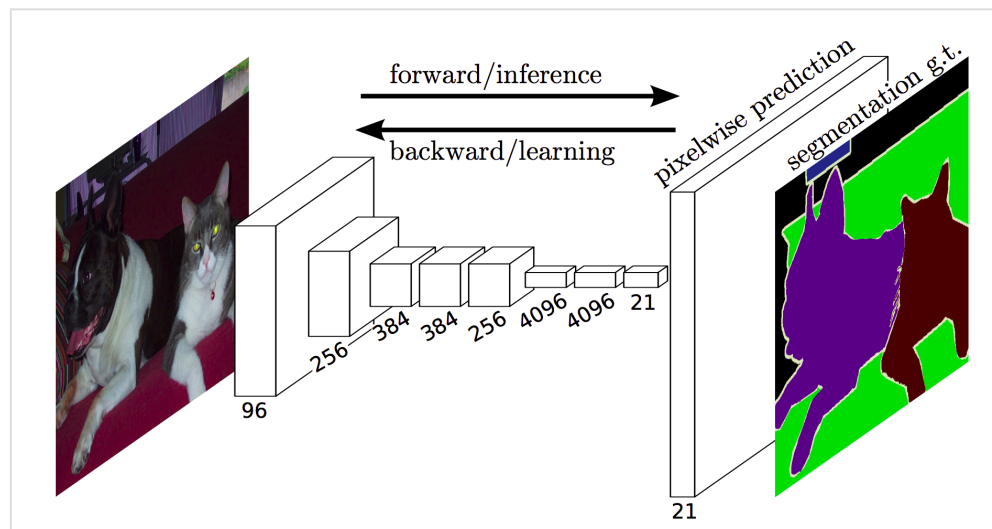 forward/inference
backward/learning
pixelwise prediction
segmentation g.t.
96
256
384
384
256
4096
4096
21
21